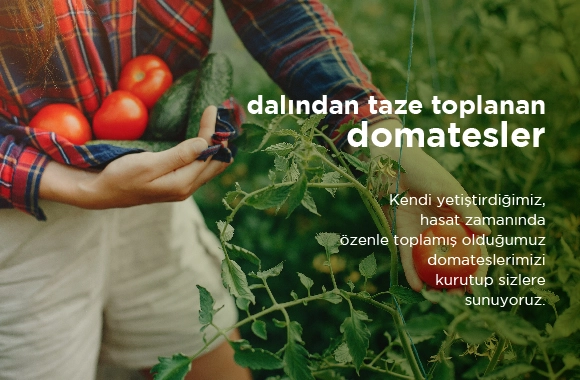 dalından taze toplanan
domatesler
Kendi yetiştirdiğimiz,
hasat zamanında
özenle toplamış olduğumuz
domateslerimizi
kurutup sizlere
sunuyoruz.